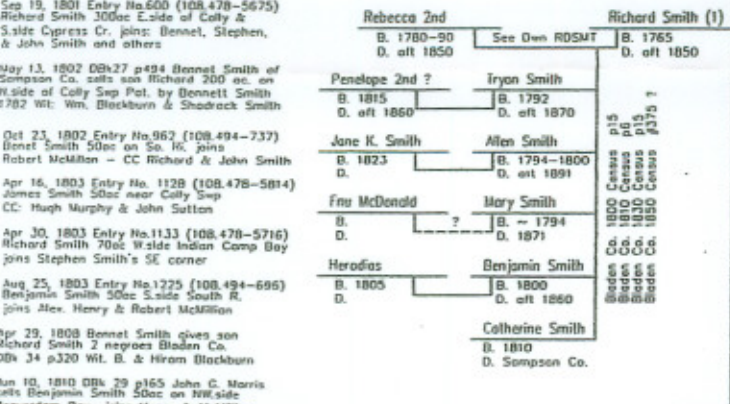 Sep 19, 1801 Entry No.600 (108.478-5675)
Richard Smith 300ac E.side of Colly &
S.side Cypress Cr. joins: Bennet, Stephen,
& John Smith and others
May 13, 1802 DBk27 p494 Bennet Smith of
Sampson Co. sells son Richard 200 ac. on
N.side of Colly Swp Pat. by Bennett Smith
1782 Wit: Wm. Blackburn & Shadrack Smith
Oct 23, 1802 Entry No.962 (108.494-737)
Benet Smith 50ac on So. joins
Robert McMillan - CC Richard & John Smith
Apr 16, 1803 Entry No. 1128 (108.478-5814)
James Smith 50ac near Colly Swp
CC: Hugh Murphy & John Sutton
Apr 30, 1803 Entry No.1133 (108.478-5716)
Richard Smith 70ac W.side Indian Camp Bay
joins Stephen Smith's SE corner
Aug 25, 1803 Entry No.1225 (108.494-696)
Benjamin Smith 50ac S.side South R.
joins Alex. Henry & Robert McMillian
Apr 29, 1808 Bennet Smith gives son
Richard Smith 2 negroes Bladen Co.
DBk 34 p320 Wit. B. & Hiram Blackburn
Jun 10, 1810 DBk 29 p165 John C. Morris
sells Benjamin Smith 50ac on NW.side
Rebecca 2nd
B. 1780-90
D. aft 1850
See Own RDSMT
Richard Smith (1)
B. 1765
D. aft 1850
Penelope 2nd ?
B. 1815
D. aft 1860
Tryon Smith
B. 1792
D. aft 1870
Jane K. Smith
B. 1823
D.
Allen Smith
B. 1794-1800
D. est 1891
Fnu McDonald
B.
D.
?
Mary Smith
B. ~ 1794
D. 1871
Herodias
B. 1805
D.
Benjamin Smith
B. 1800
D. aft 1860
Catherine Smith
B. 1810
D. Sampson Co.
Bladen Co. 1800 Census p15
Bladen Co. 1810 Census p6
Bladen Co. 1830 Census p15
Bladen Co. 1850 Census #375 ?